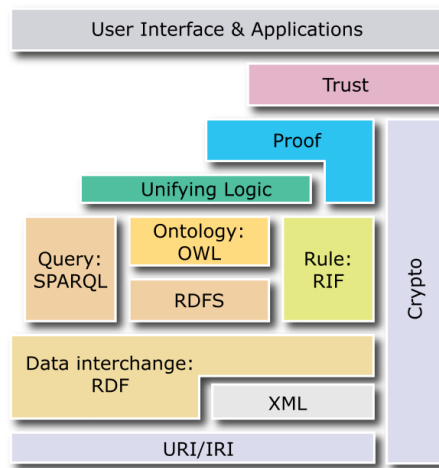 User Interface & Applications
Trust
Proof
Unifying Logic
Query:
SPARQL
Ontology:
OWL
RDFS
Rule:
RIF
Crypto
Data interchange:
RDF
XML
URI/IRI